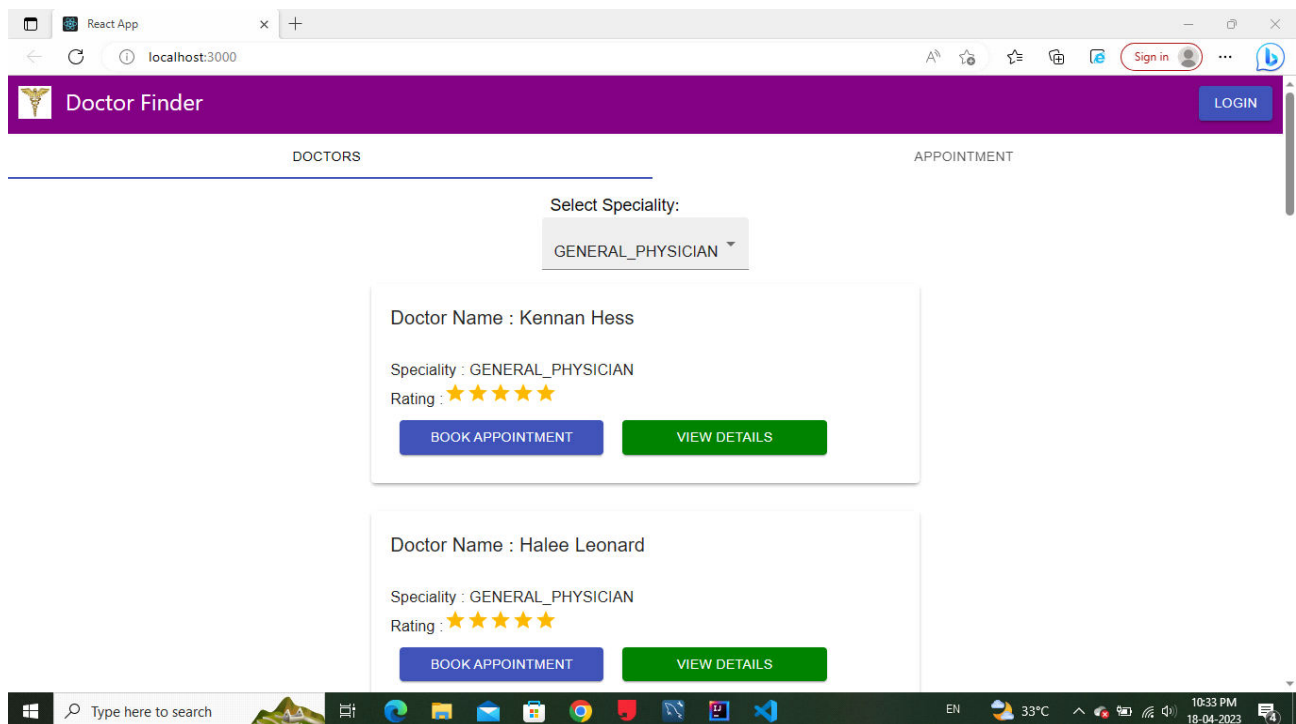 React App
localhost:3000
Sign in
Doctor Finder
LOGIN
DOCTORS
APPOINTMENT
Select Speciality:
GENERAL_PHYSICIAN
Doctor Name : Kennan Hess
Speciality : GENERAL_PHYSICIAN
Rating :
BOOK APPOINTMENT
VIEW DETAILS
Doctor Name : Halee Leonard
Speciality : GENERAL_PHYSICIAN
Rating :
BOOK APPOINTMENT
VIEW DETAILS
Type here to search
EN
33°C
10:33 PM
18-04-2023
4